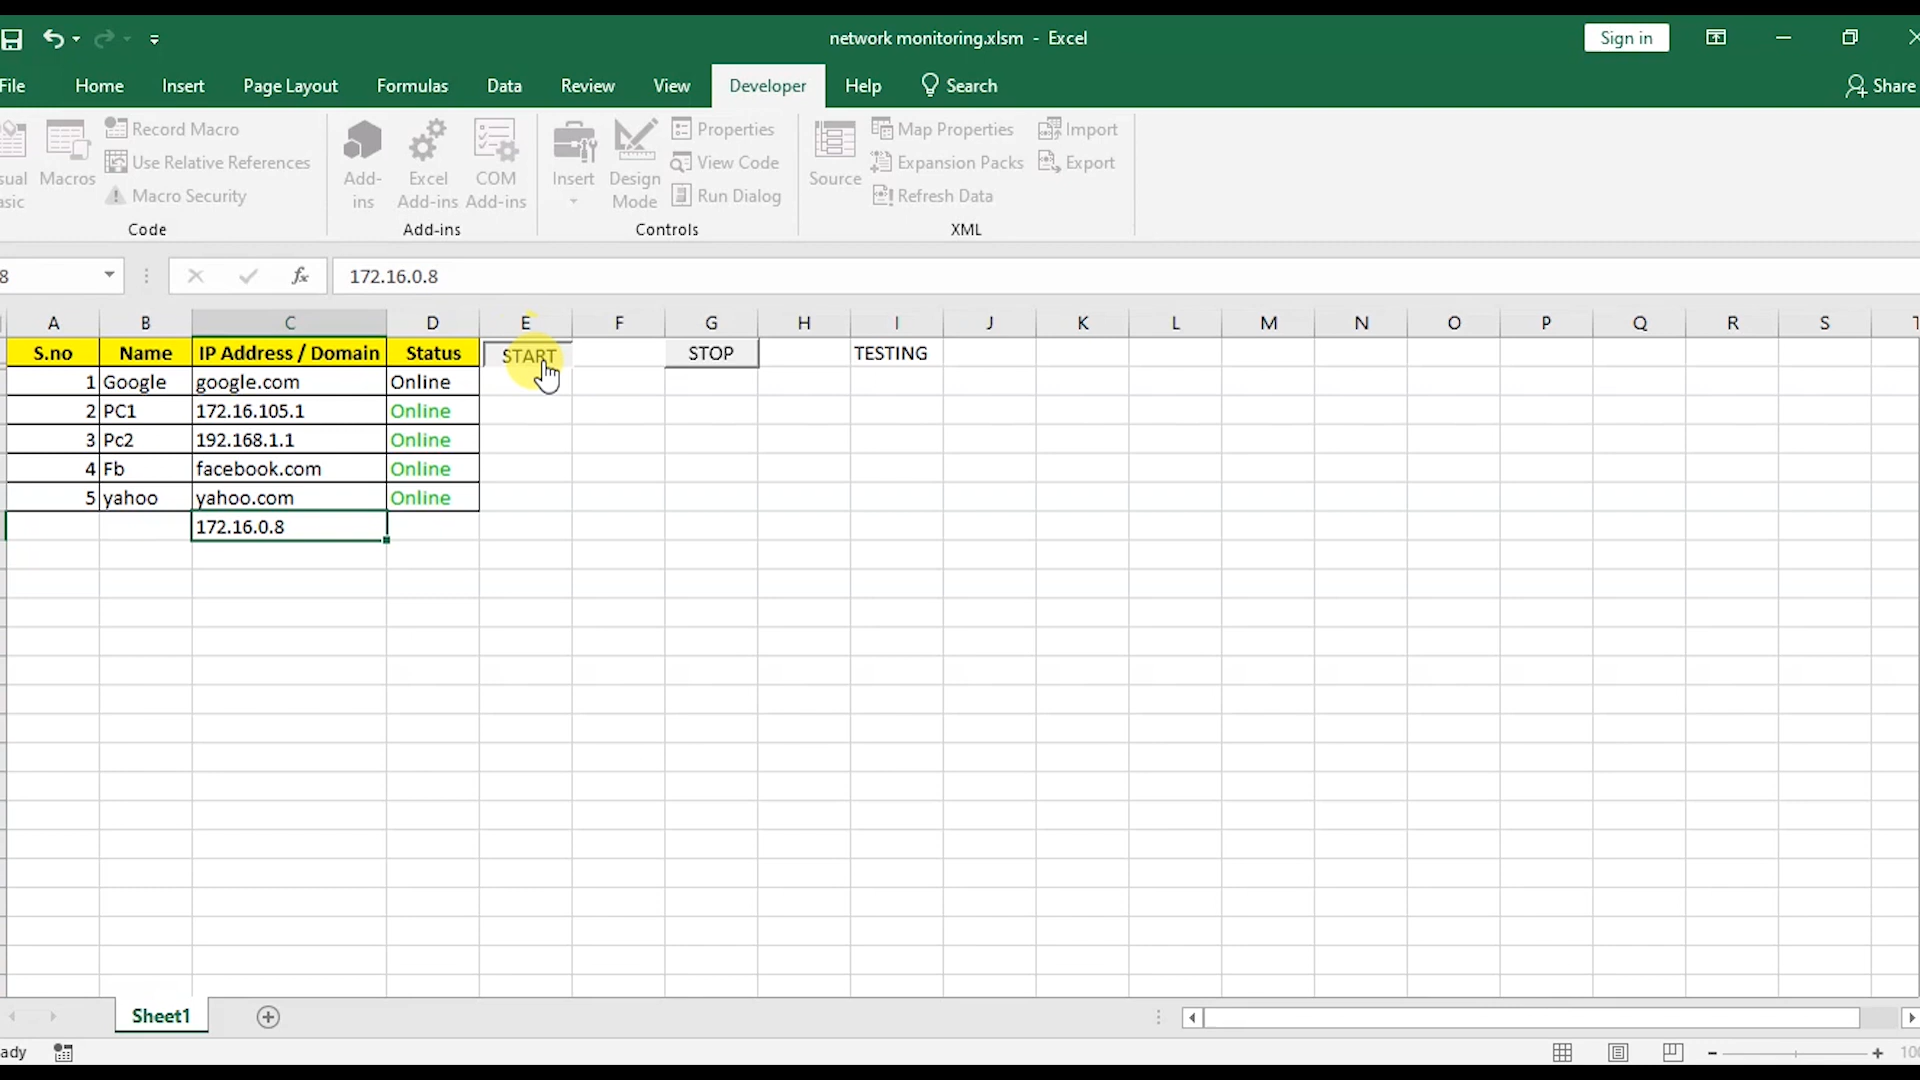 network monitoring.xlsm - Excel
Sign in
File Home Insert Page Layout Formulas Data Review View Developer Help Search Share
Macros
Record Macro
Use Relative References
Macro Security
Code
Add-ins
Excel Add-ins
COM Add-ins
Add-ins
Insert
Design Mode
Properties
View Code
Run Dialog
Controls
Source
Map Properties
Expansion Packs
Refresh Data
Import
Export
XML
8
fx
172.16.0.8
A B C D E F G H I J K L M N O P Q R S T
S.no Name IP Address / Domain Status START STOP TESTING
1 Google google.com Online
2 PC1 172.16.105.1 Online
3 Pc2 192.168.1.1 Online
4 Fb facebook.com Online
5 yahoo yahoo.com Online
172.16.0.8
Sheet1
100